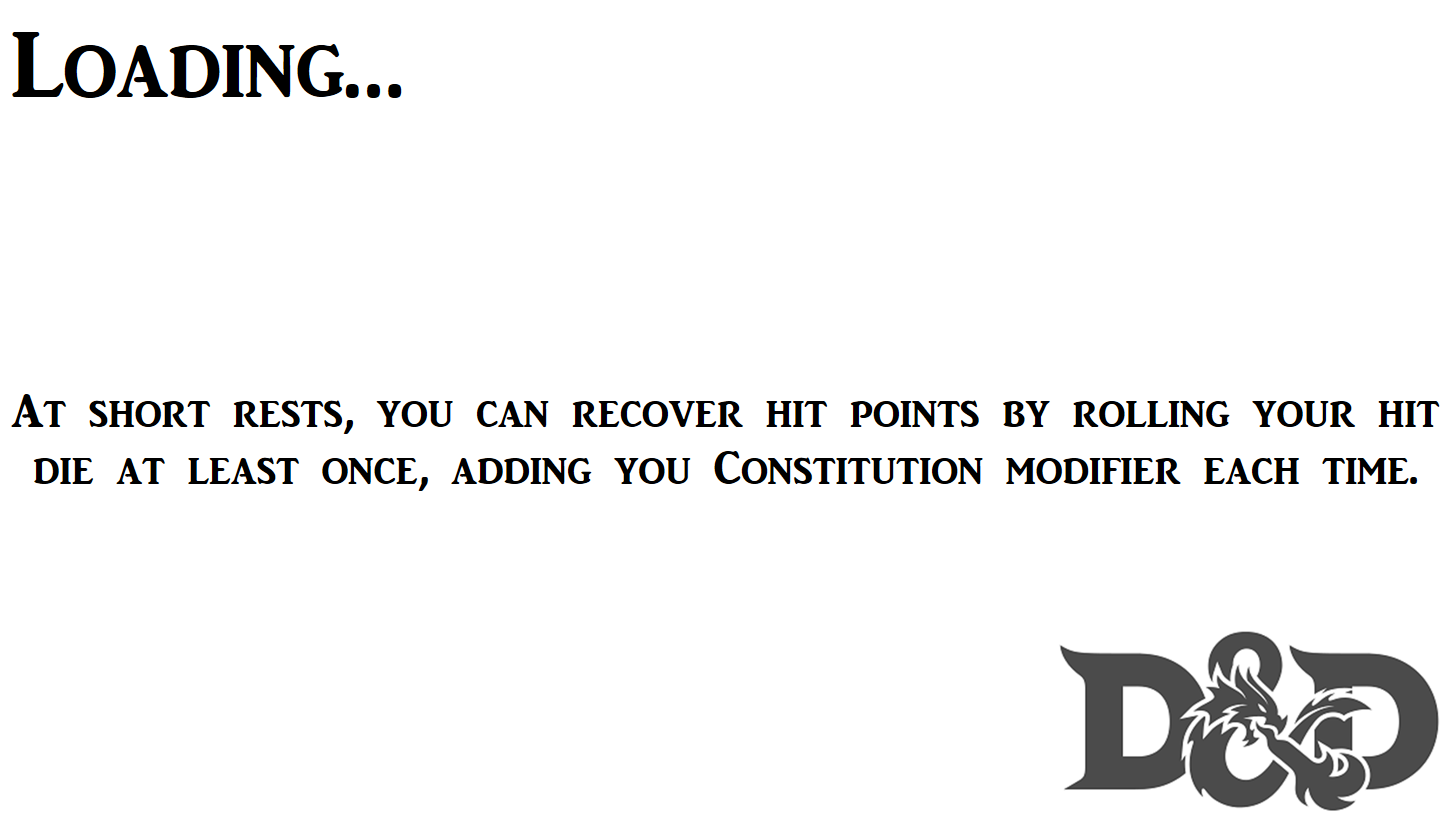 Loading...
At short rests, you can recover hit points by rolling your hit
die at least once, adding you Constitution modifier each time.
D&D